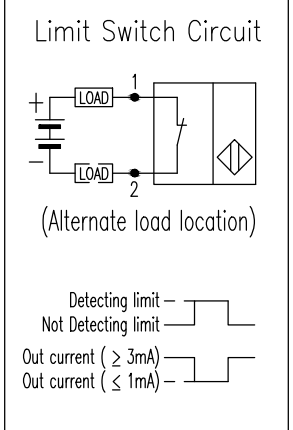 Limit Switch Circuit
1
+
LOAD
−
LOAD
2
(Alternate load location)
Detecting limit
Not Detecting limit
Out current ( ≥ 3mA)
Out current ( ≤ 1mA)